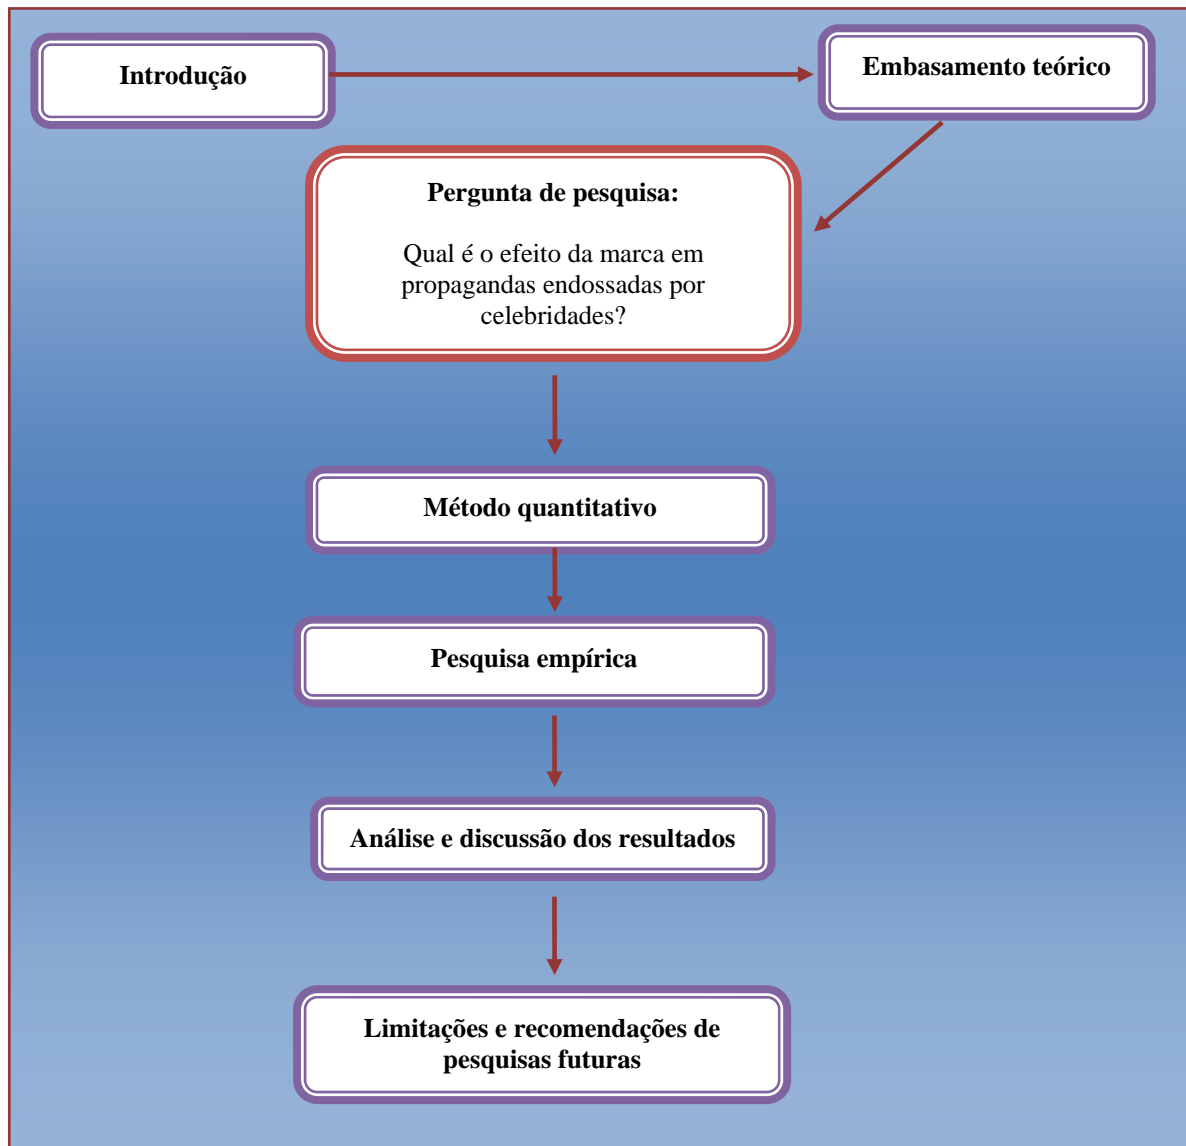 Introdução
Embasamento teórico
Pergunta de pesquisa:
Qual é o efeito da marca em
propagandas endossadas por
celebridades?
Método quantitativo
Pesquisa empírica
Análise e discussão dos resultados
Limitações e recomendações de
pesquisas futuras